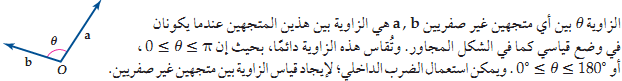 الزاوية θ بين أي متجهين غير صفريين a , b هي الزاوية بين هذين المتجهين عندما يكونان
في وضع قياسي كما في الشكل المجاور. وتُقاس هذه الزاوية دائمًا، بحيث إن 0 ≤ θ ≤ π ،
أو 0° ≤ θ ≤ 180° . ويمكن استعمال الضرب الداخلي؛ لإيجاد قياس الزاوية بين متجهين غير صفريين.
θ
a
b
O